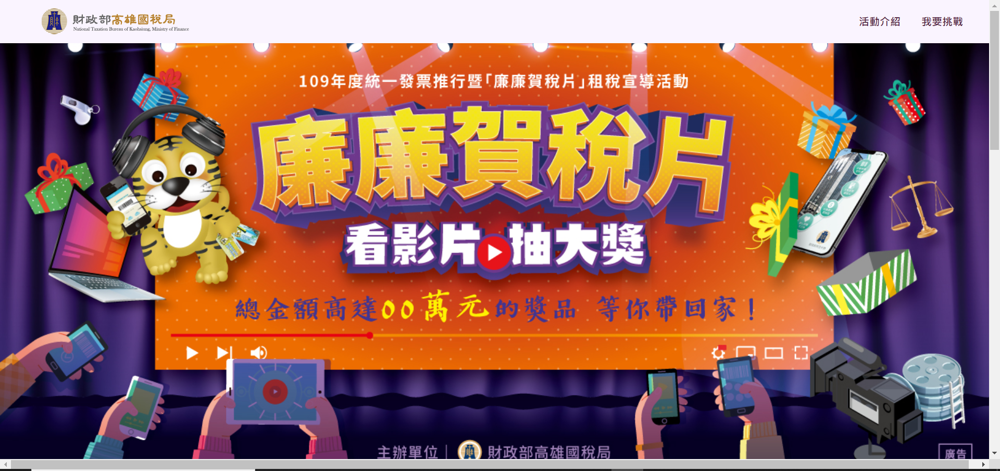 財政部高雄國稅局
National Taxation Bureau of Kaohsiung, Ministry of Finance
活動介紹 我要挑戰
109年度統一發票推行暨「廉廉賀稅片」租稅宣導活動
廉廉賀稅片
看影片 抽大獎
總金額高達00萬元的獎品 等你帶回家！
主辦單位｜財政部高雄國稅局
廣告